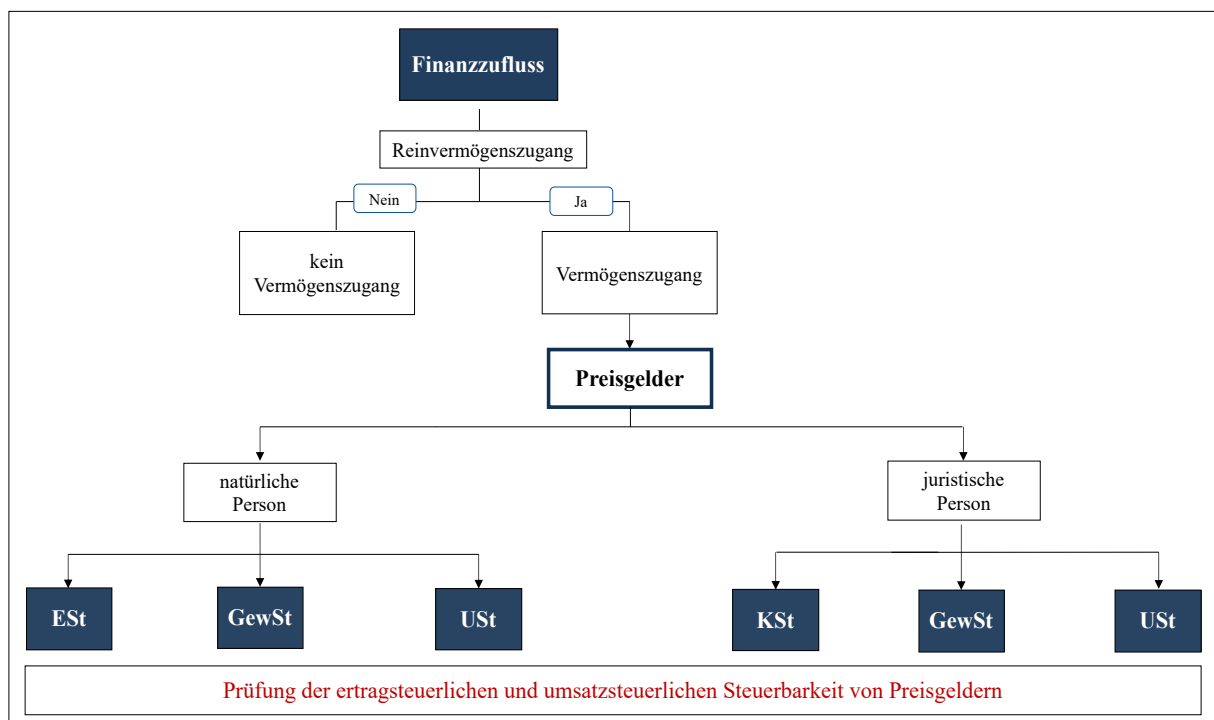 Finanzzufluss
Reinvermögenszugang
Nein
Ja
kein
Vermögenszugang
Vermögenszugang
Preisgelder
natürliche
Person
juristische
Person
ESt
GewSt
USt
KSt
GewSt
USt
Prüfung der ertragsteuerlichen und umsatzsteuerlichen Steuerbarkeit von Preisgeldern